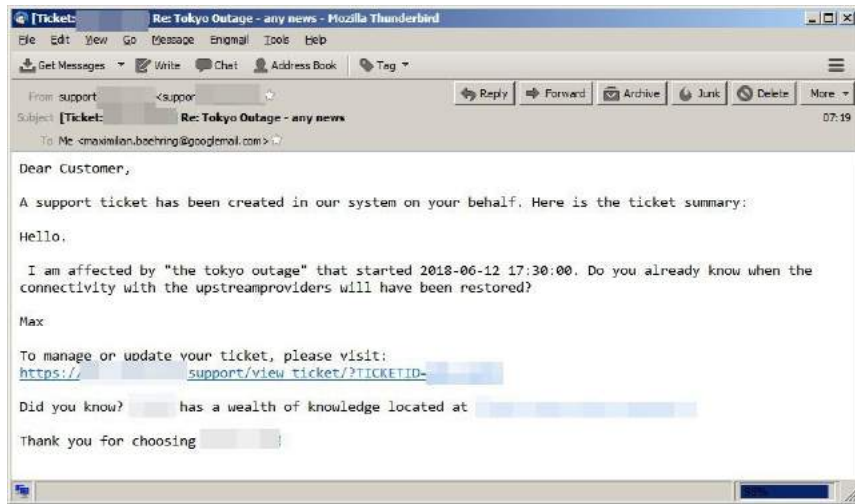 [Ticket: Re: Tokyo Outage - any news - Mozilla Thunderbird
File Edit View Go Message Enigmail Tools Help
Get Messages Write Chat Address Book Tag
From support <suppor Reply Forward Archive Junk Delete More
Subject [Ticket: Re: Tokyo Outage - any news 07:19
To Me <maximilian.baehring@googlemail.com>
Dear Customer,
A support ticket has been created in our system on your behalf. Here is the ticket summary:
Hello.
I am affected by "the tokyo outage" that started 2018-06-12 17:30:00. Do you already know when the
connectivity with the upstreamproviders will have been restored?
Max
To manage or update your ticket, please visit:
https:// support/view_ticket/?TICKETID=
Did you know? has a wealth of knowledge located at
Thank you for choosing